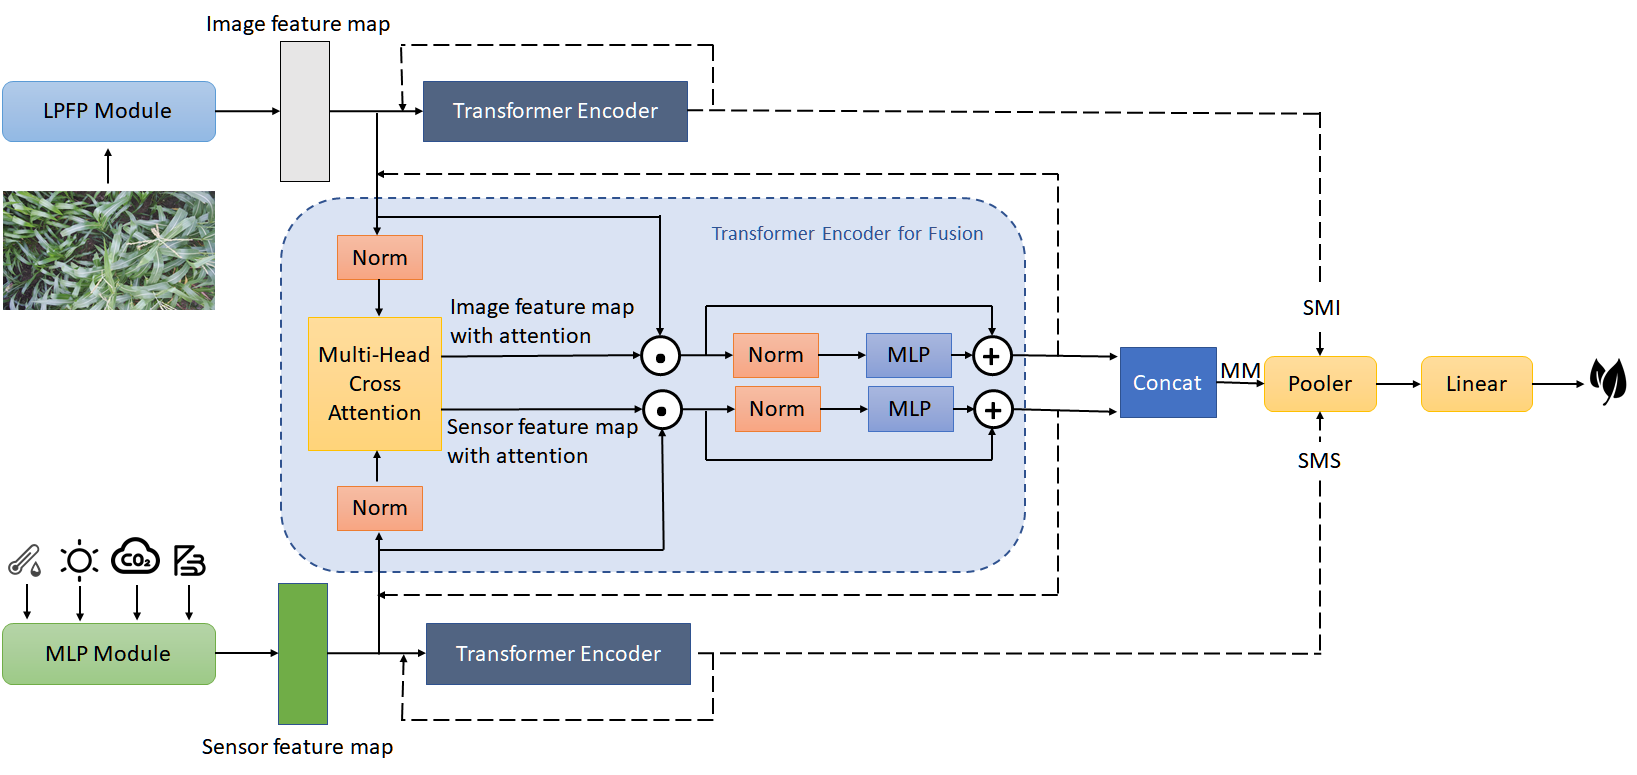 Image feature map
LPFP Module
Transformer Encoder
Transformer Encoder for Fusion
Norm
Image feature map
with attention
Multi-Head
Cross
Attention
Norm
MLP
+
Norm
MLP
+
Sensor feature map
with attention
Norm
Concat
MM
SMI
Pooler
SMS
Linear
CO₂
MLP Module
Transformer Encoder
Sensor feature map